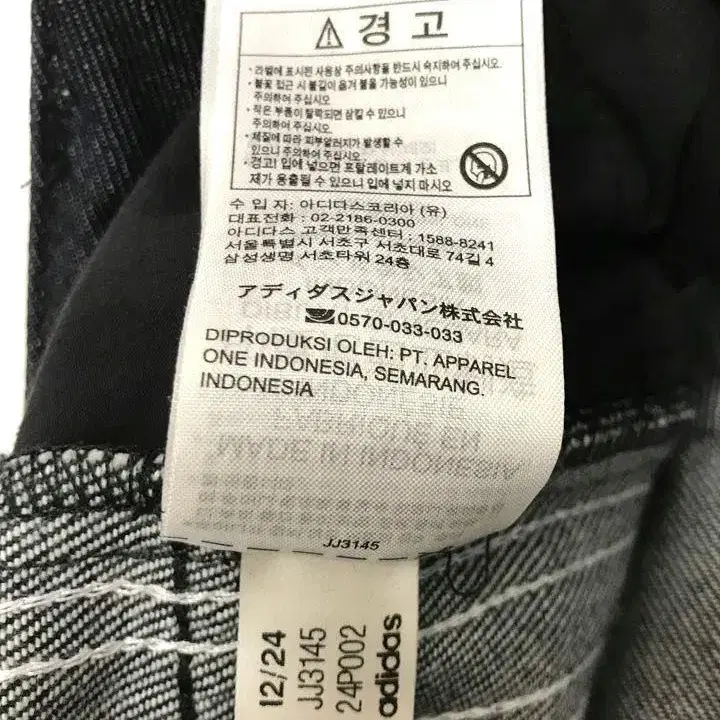 ⚠경 고
· 라벨에 표시된 사용장 주의사항을 반드시 숙지하여 주십시오.
· 불꽃 접근 시 불길이 옮겨 붙을 가능성이 있으니
주의하여 주십시오
· 작은 부품이 탈락되면 삼킬 수 있으니
주의하여 주십시오
· 체질에 따라 피부알러지가 발생할 수
있으니 주의하여 주십시오
· 경고! 입에 넣으면 프탈레이트계 가소
제가 용출될 수 있으니 입에 넣지 마시오
수 입 자: 아디다스코리아 (유)
대표전화 : 02-2186-0300
아디다스 고객만족센터 : 1588-8241
서울특별시 서초구 서초대로 74길 4
삼성생명 서초타워 24층
アディダスジャパン株式会社
0570-033-033
DIPRODUKSI OLEH: PT. APPAREL
ONE INDONESIA, SEMARANG.
INDONESIA
FABRIQUÉ EN
MADE IN INDONESIA
JJ3145
12/24
JJ3145
24P002
adidas